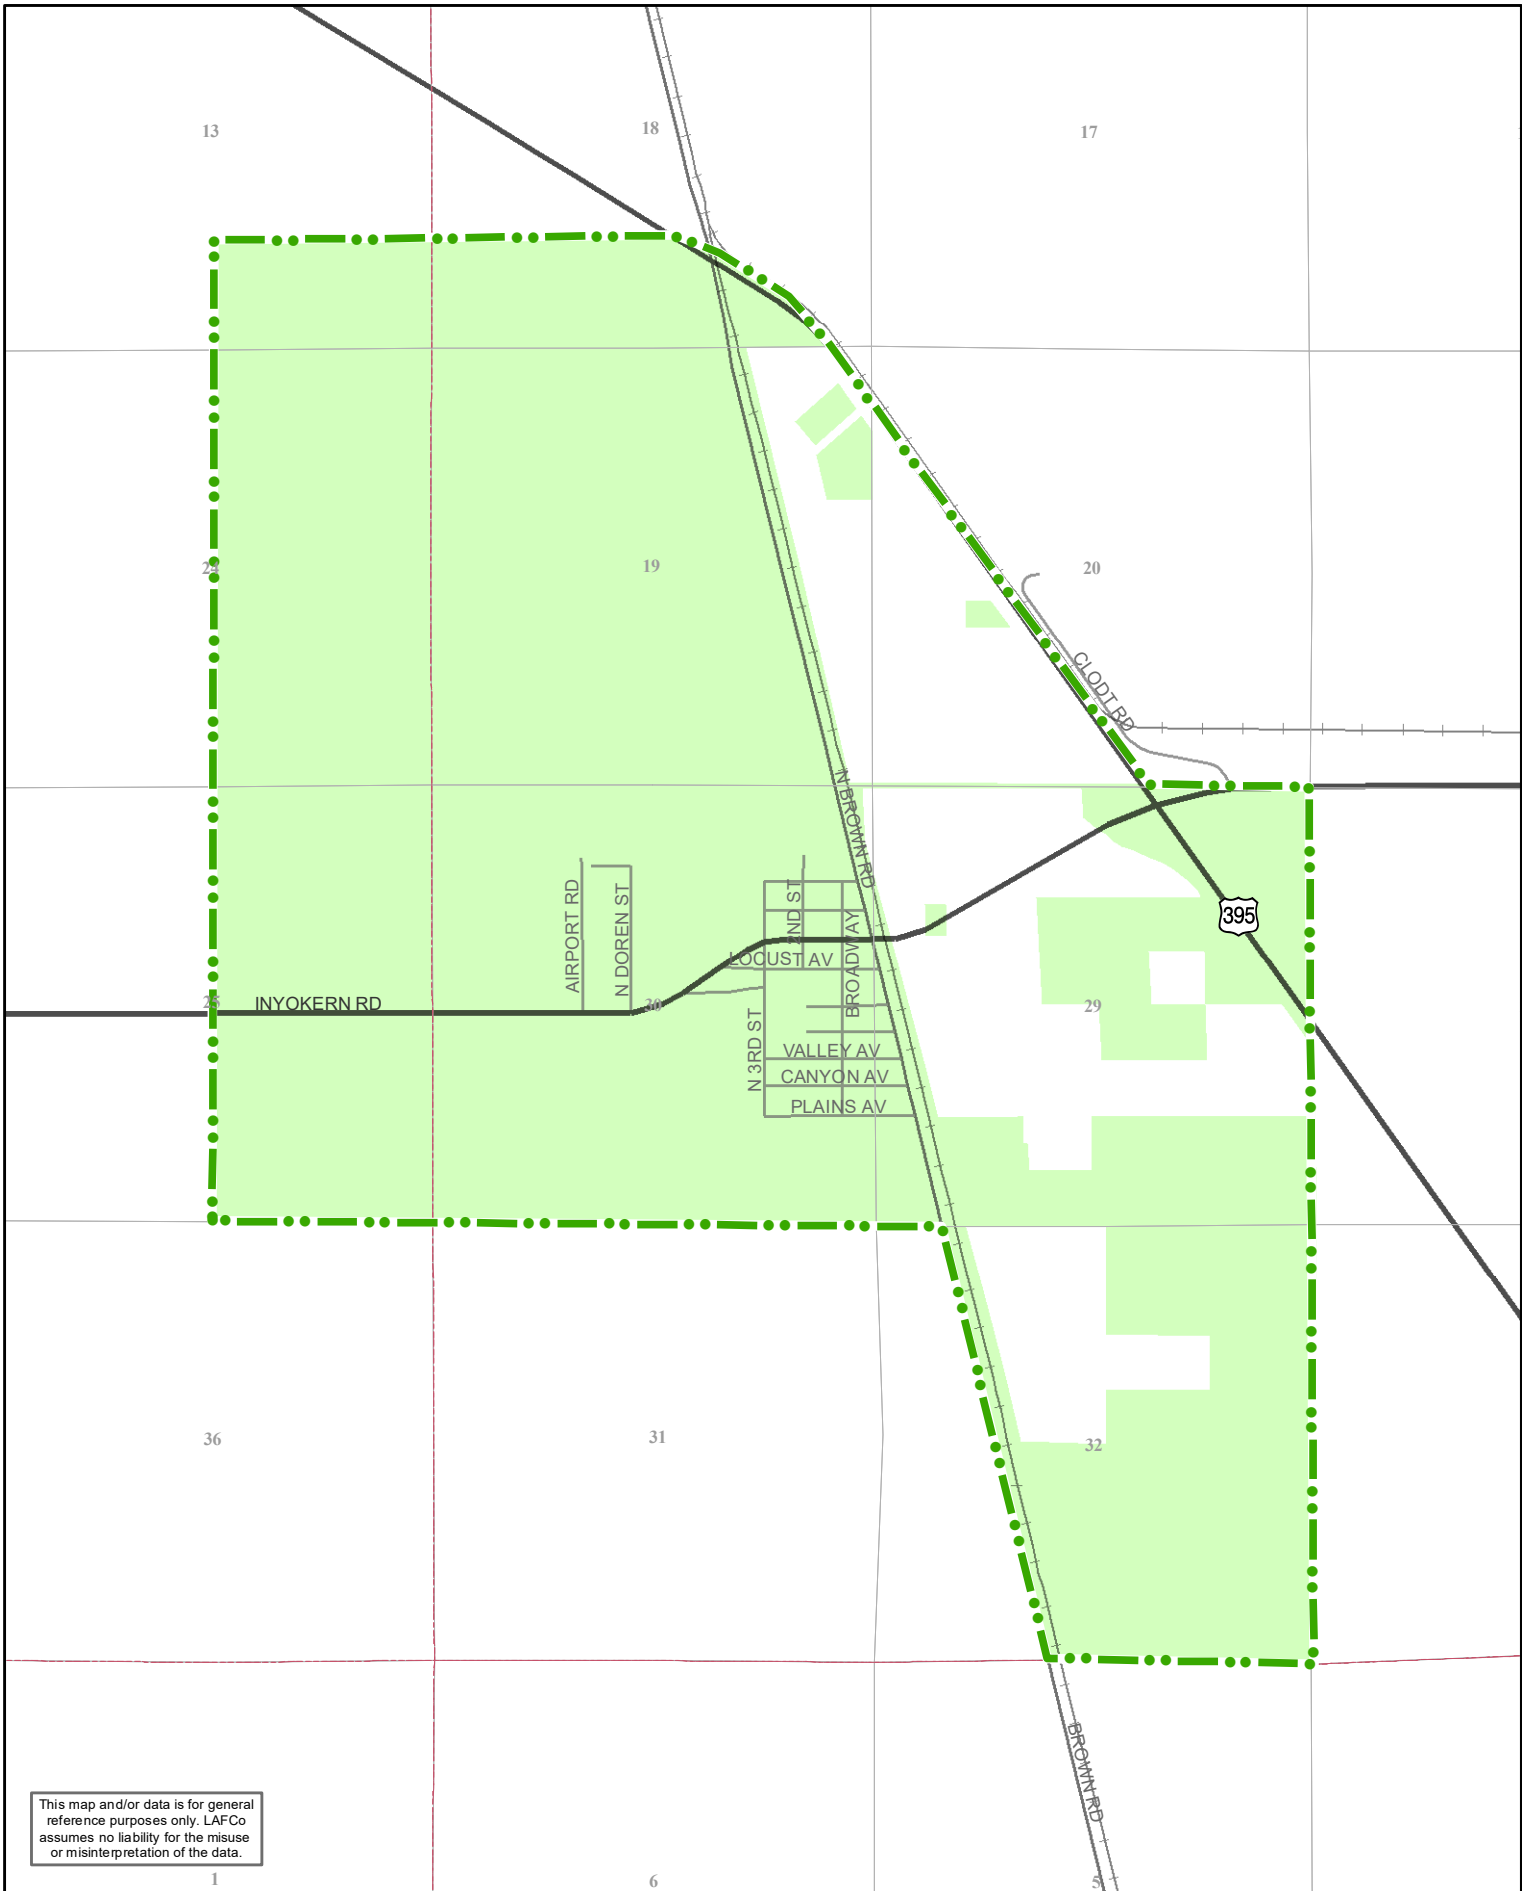 13
18
17
24
19
20
CLODT RD
N BROWN RD
395
AIRPORT RD
N DOREN ST
2ND ST
BROADWAY
LOCUST AV
25
INYOKERN RD
30
29
N 3RD ST
VALLEY AV
CANYON AV
PLAINS AV
36
31
32
BROWN RD
This map and/or data is for general
reference purposes only. LAFCo
assumes no liability for the misuse
or misinterpretation of the data.
1
6
5